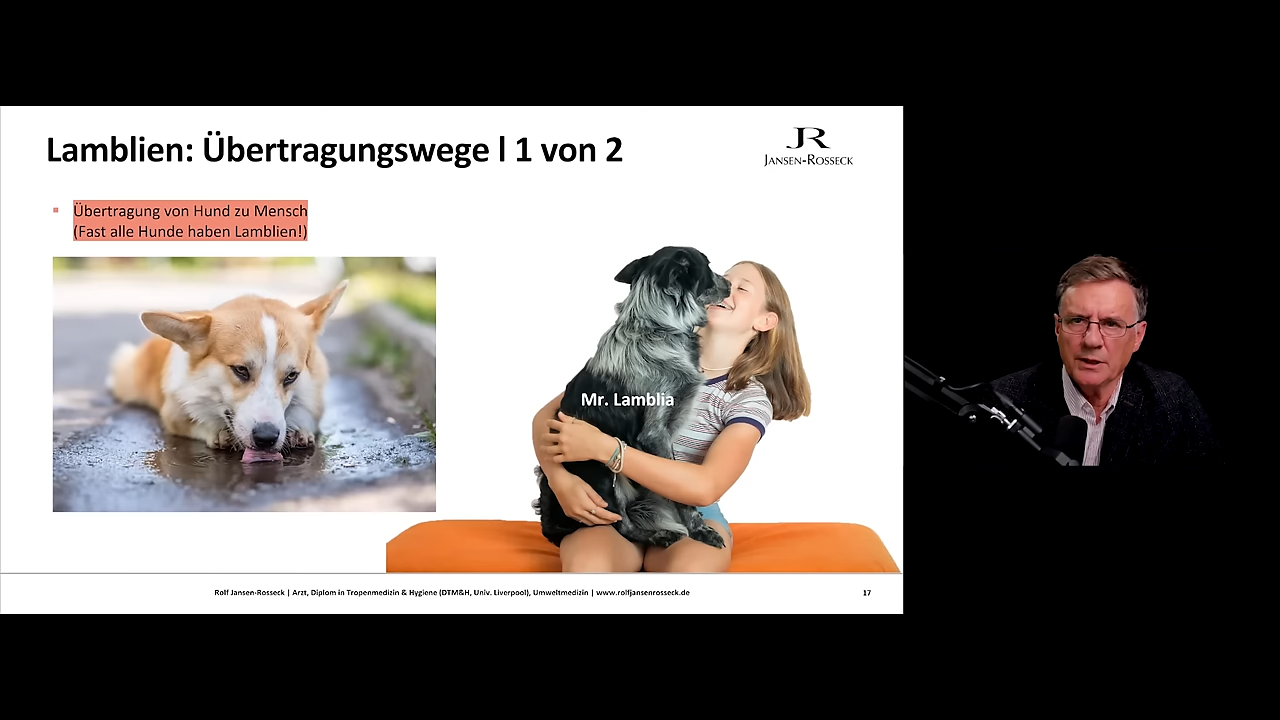 Lamblien: Übertragungswege l 1 von 2
JR
JANSEN-ROSSECK
Übertragung von Hund zu Mensch
(Fast alle Hunde haben Lamblien!)
Mr. Lamblia
Rolf Jansen-Rosseck | Arzt, Diplom in Tropenmedizin & Hygiene (DTM&H, Univ. Liverpool), Umweltmedizin | www.rolfjansenrosseck.de
17